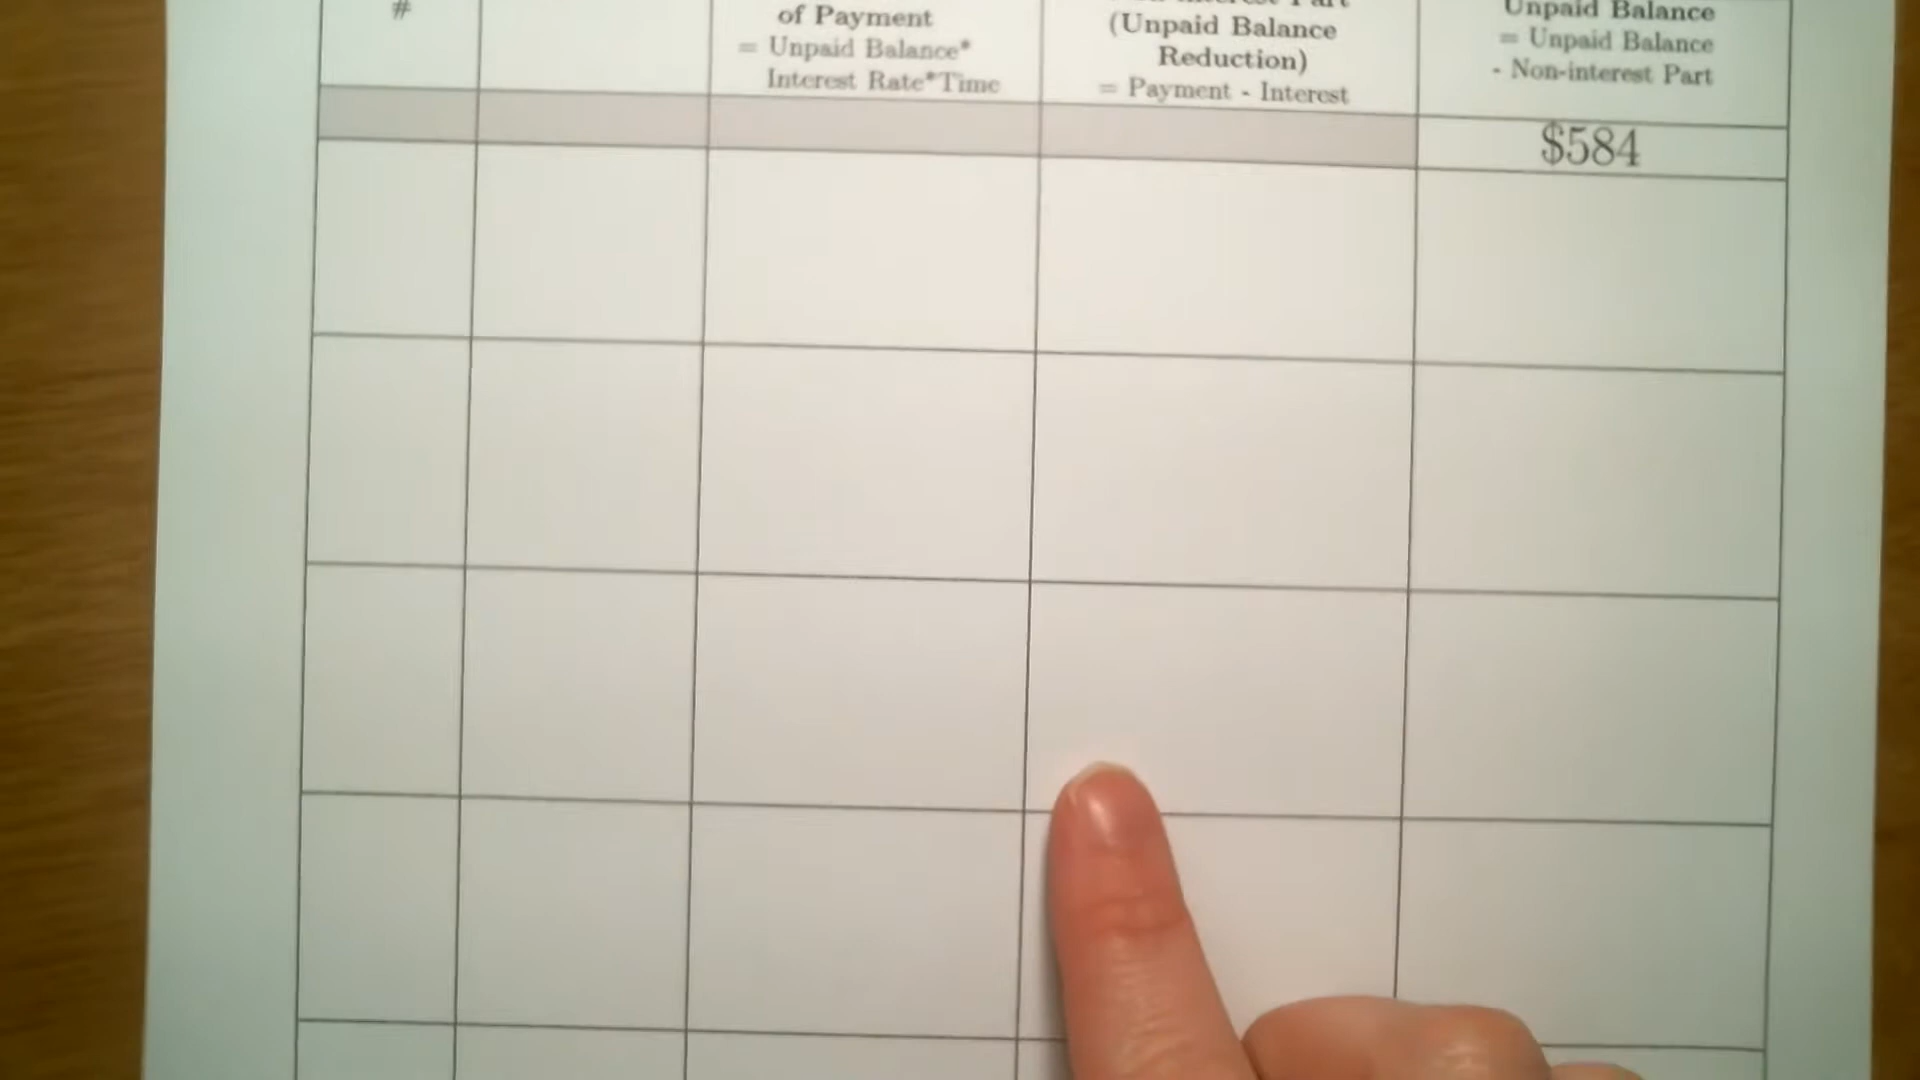 #
of Payment
= Unpaid Balance*
Interest Rate*Time
(Unpaid Balance
Reduction)
= Payment - Interest
Unpaid Balance
= Unpaid Balance
- Non-interest Part
$584